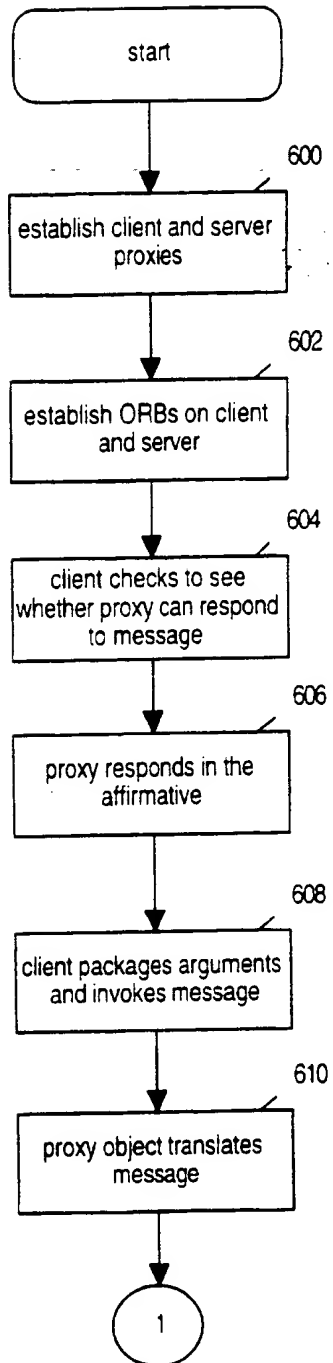 start
600
establish client and server
proxies
602
establish ORBs on client
and server
604
client checks to see
whether proxy can respond
to message
606
proxy responds in the
affirmative
608
client packages arguments
and invokes message
610
proxy object translates
message
1